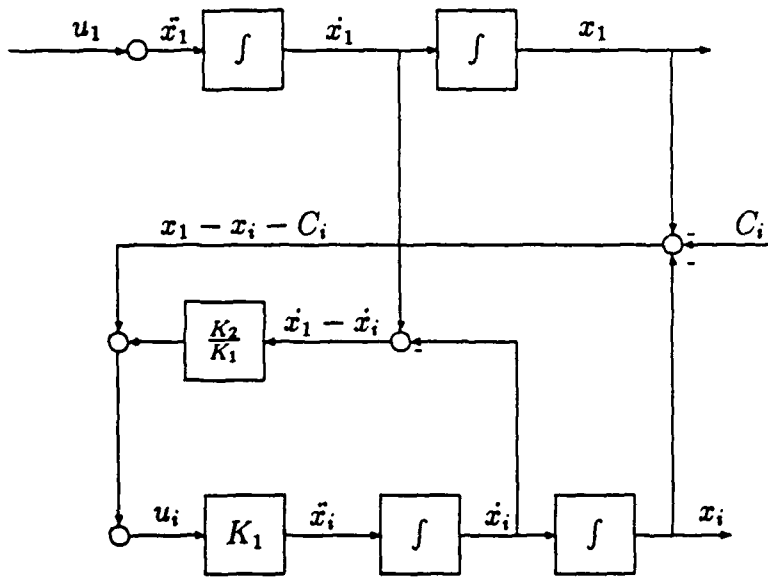 u₁ ẍ₁ ∫ ẋ₁ ∫ x₁
x₁ − xᵢ − Cᵢ - Cᵢ
-
K₂/K₁ ẋ₁ − ẋᵢ -
uᵢ K₁ ẍᵢ ∫ ẋᵢ ∫ xᵢ